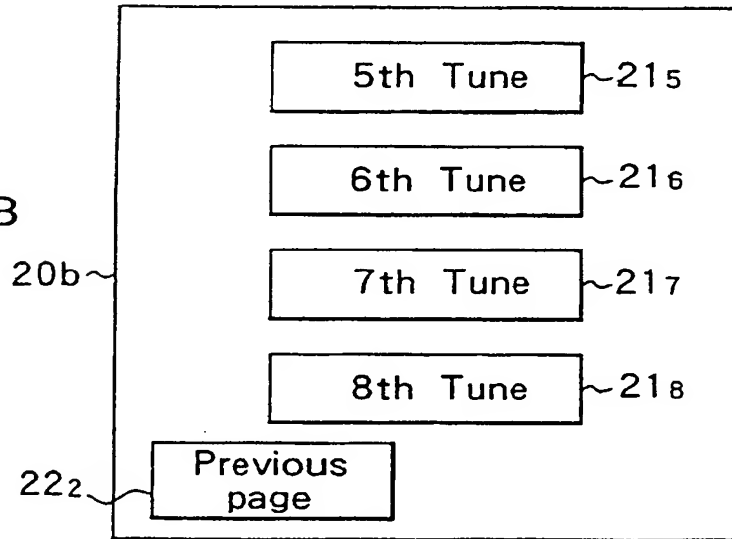 5th Tune ~215
6th Tune ~216
B
20b~
7th Tune ~217
8th Tune ~218
Previous
page
222~